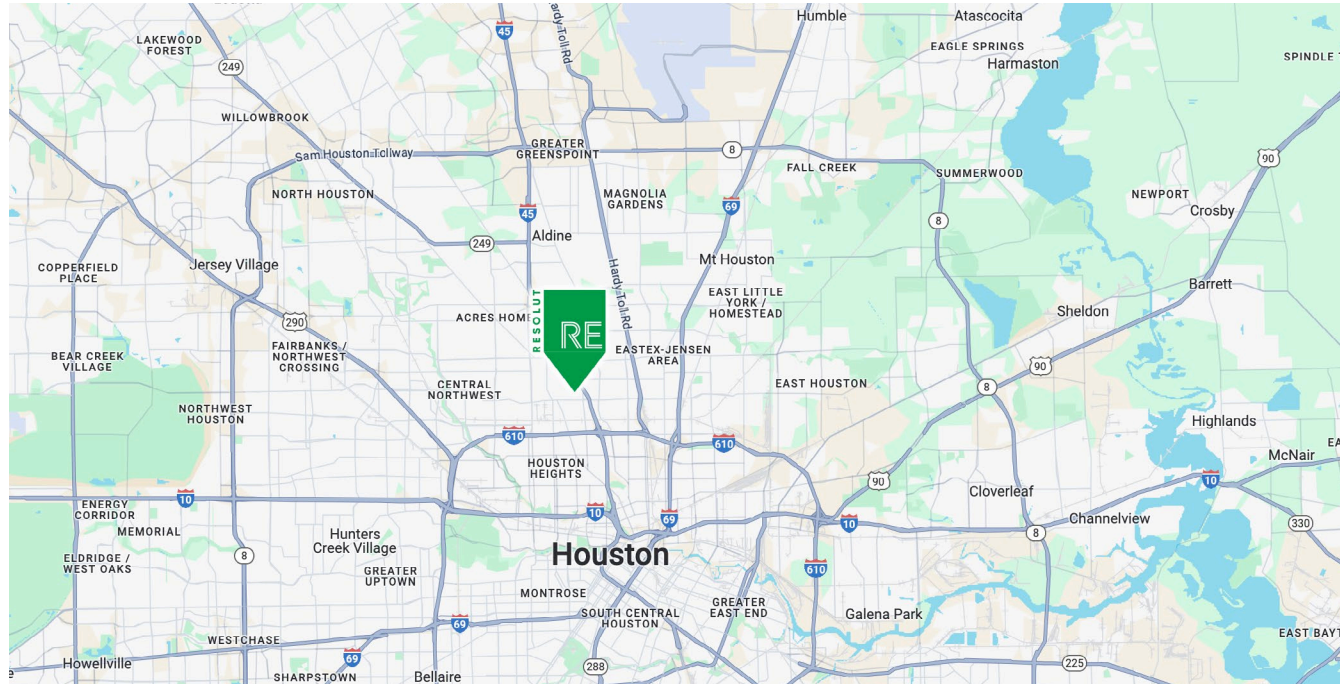 Humble
Atascocita
LAKEWOOD
FOREST
45
Hardy Toll Rd
EAGLE SPRINGS
Harmaston
SPINDLE
249
WILLOWBROOK
Sam Houston Tollway
GREATER
GREENSPOINT
8
90
FALL CREEK
SUMMERWOOD
NORTH HOUSTON
MAGNOLIA
GARDENS
NEWPORT
69
45
Crosby
8
Aldine
249
Mt Houston
Jersey Village
COPPERFIELD
PLACE
Hardy Toll Rd
Barrett
EAST LITTLE
YORK /
HOMESTEAD
RESOLUT
RE
ACRES HOM
Sheldon
290
FAIRBANKS /
NORTHWEST
CROSSING
EASTEX-JENSEN
AREA
BEAR CREEK
VILLAGE
90
CENTRAL
NORTHWEST
EAST HOUSTON
8
NORTHWEST
HOUSTON
Highlands
610
610
McNair
HOUSTON
HEIGHTS
90
10
Cloverleaf
10
ENERGY
CORRIDOR
10
69
10
Channelview
330
MEMORIAL
Hunters
Creek Village
8
Houston
8
ELDRIDGE /
WEST OAKS
GREATER
UPTOWN
610
MONTROSE
SOUTH CENTRAL
HOUSTON
GREATER
EAST END
Galena Park
69
EAST BAYT
WESTCHASE
69
Howellville
288
225
SHARPSTOWN
Bellaire